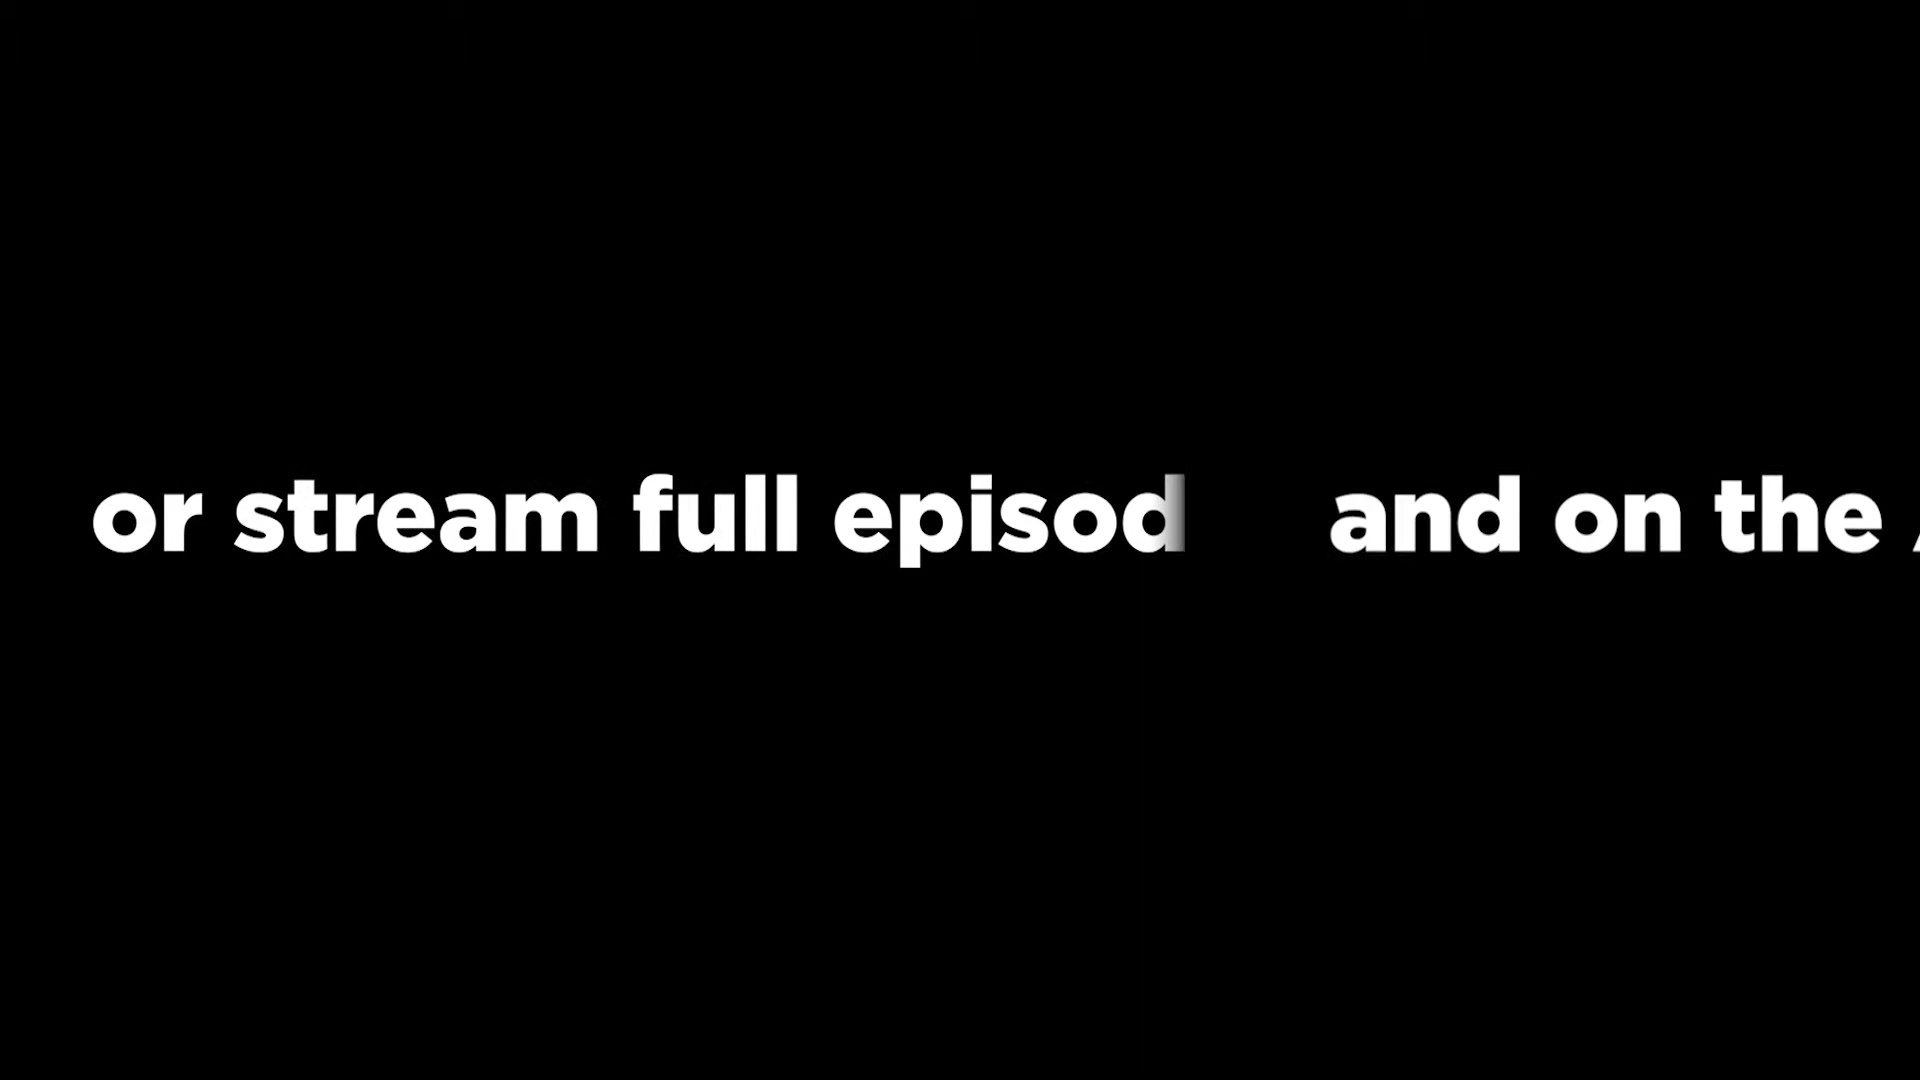 or stream full episod and on the